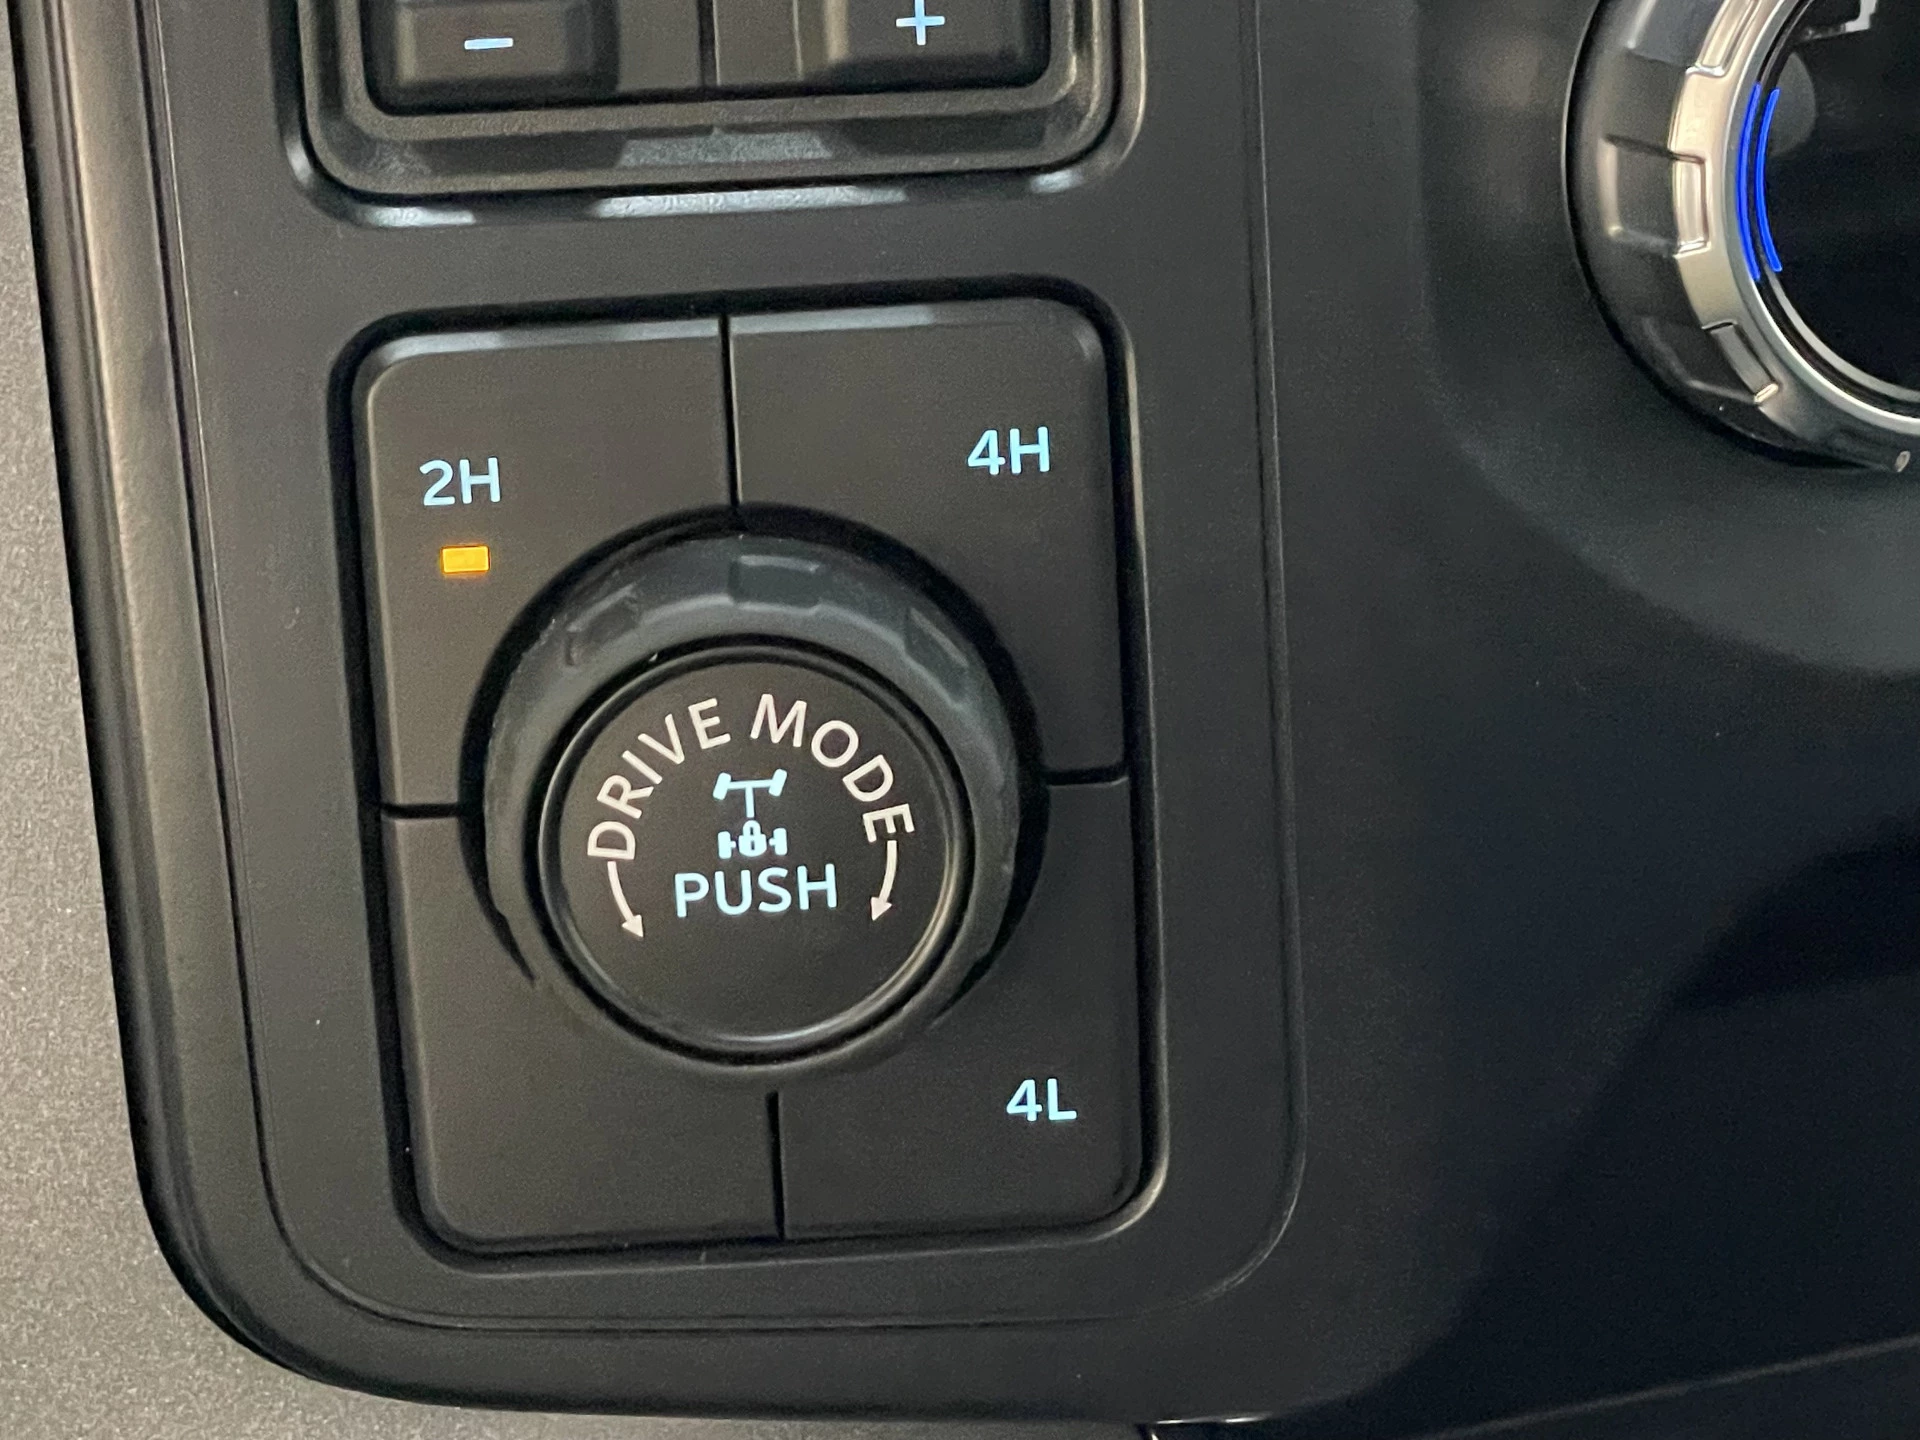 - +
2H 4H
DRIVE MODE
PUSH
4L